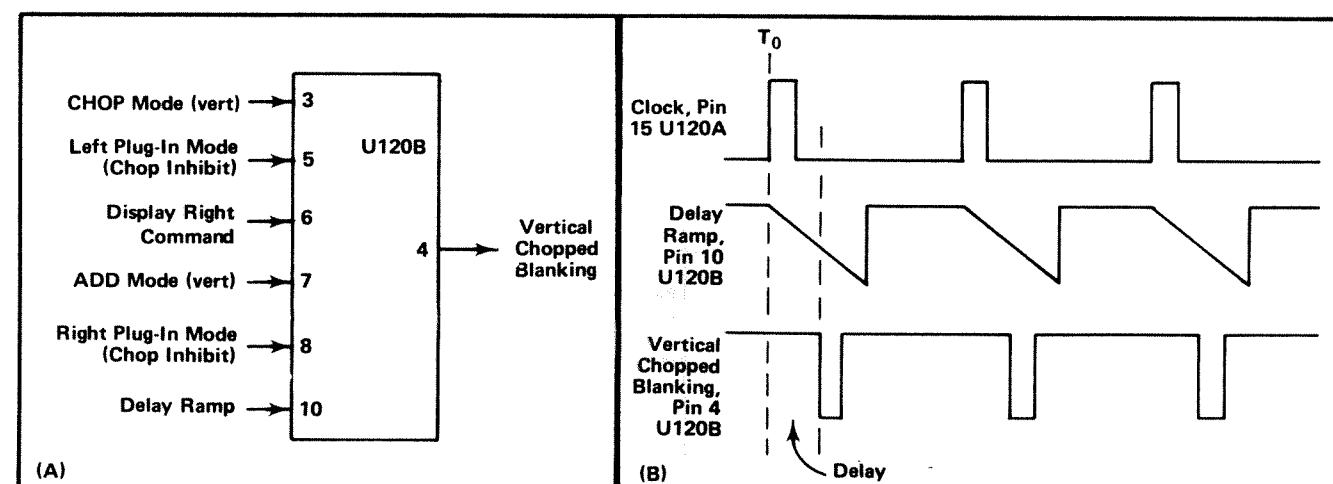 CHOP Mode (vert)
3
Left Plug-In Mode
(Chop Inhibit)
5
U120B
Display Right
Command
6
4
Vertical
Chopped
Blanking
ADD Mode (vert)
7
Right Plug-In Mode
(Chop Inhibit)
8
Delay Ramp
10
(A)
T0
Clock, Pin
15 U120A
Delay
Ramp,
Pin 10
U120B
Vertical
Chopped
Blanking,
Pin 4
U120B
Delay
(B)